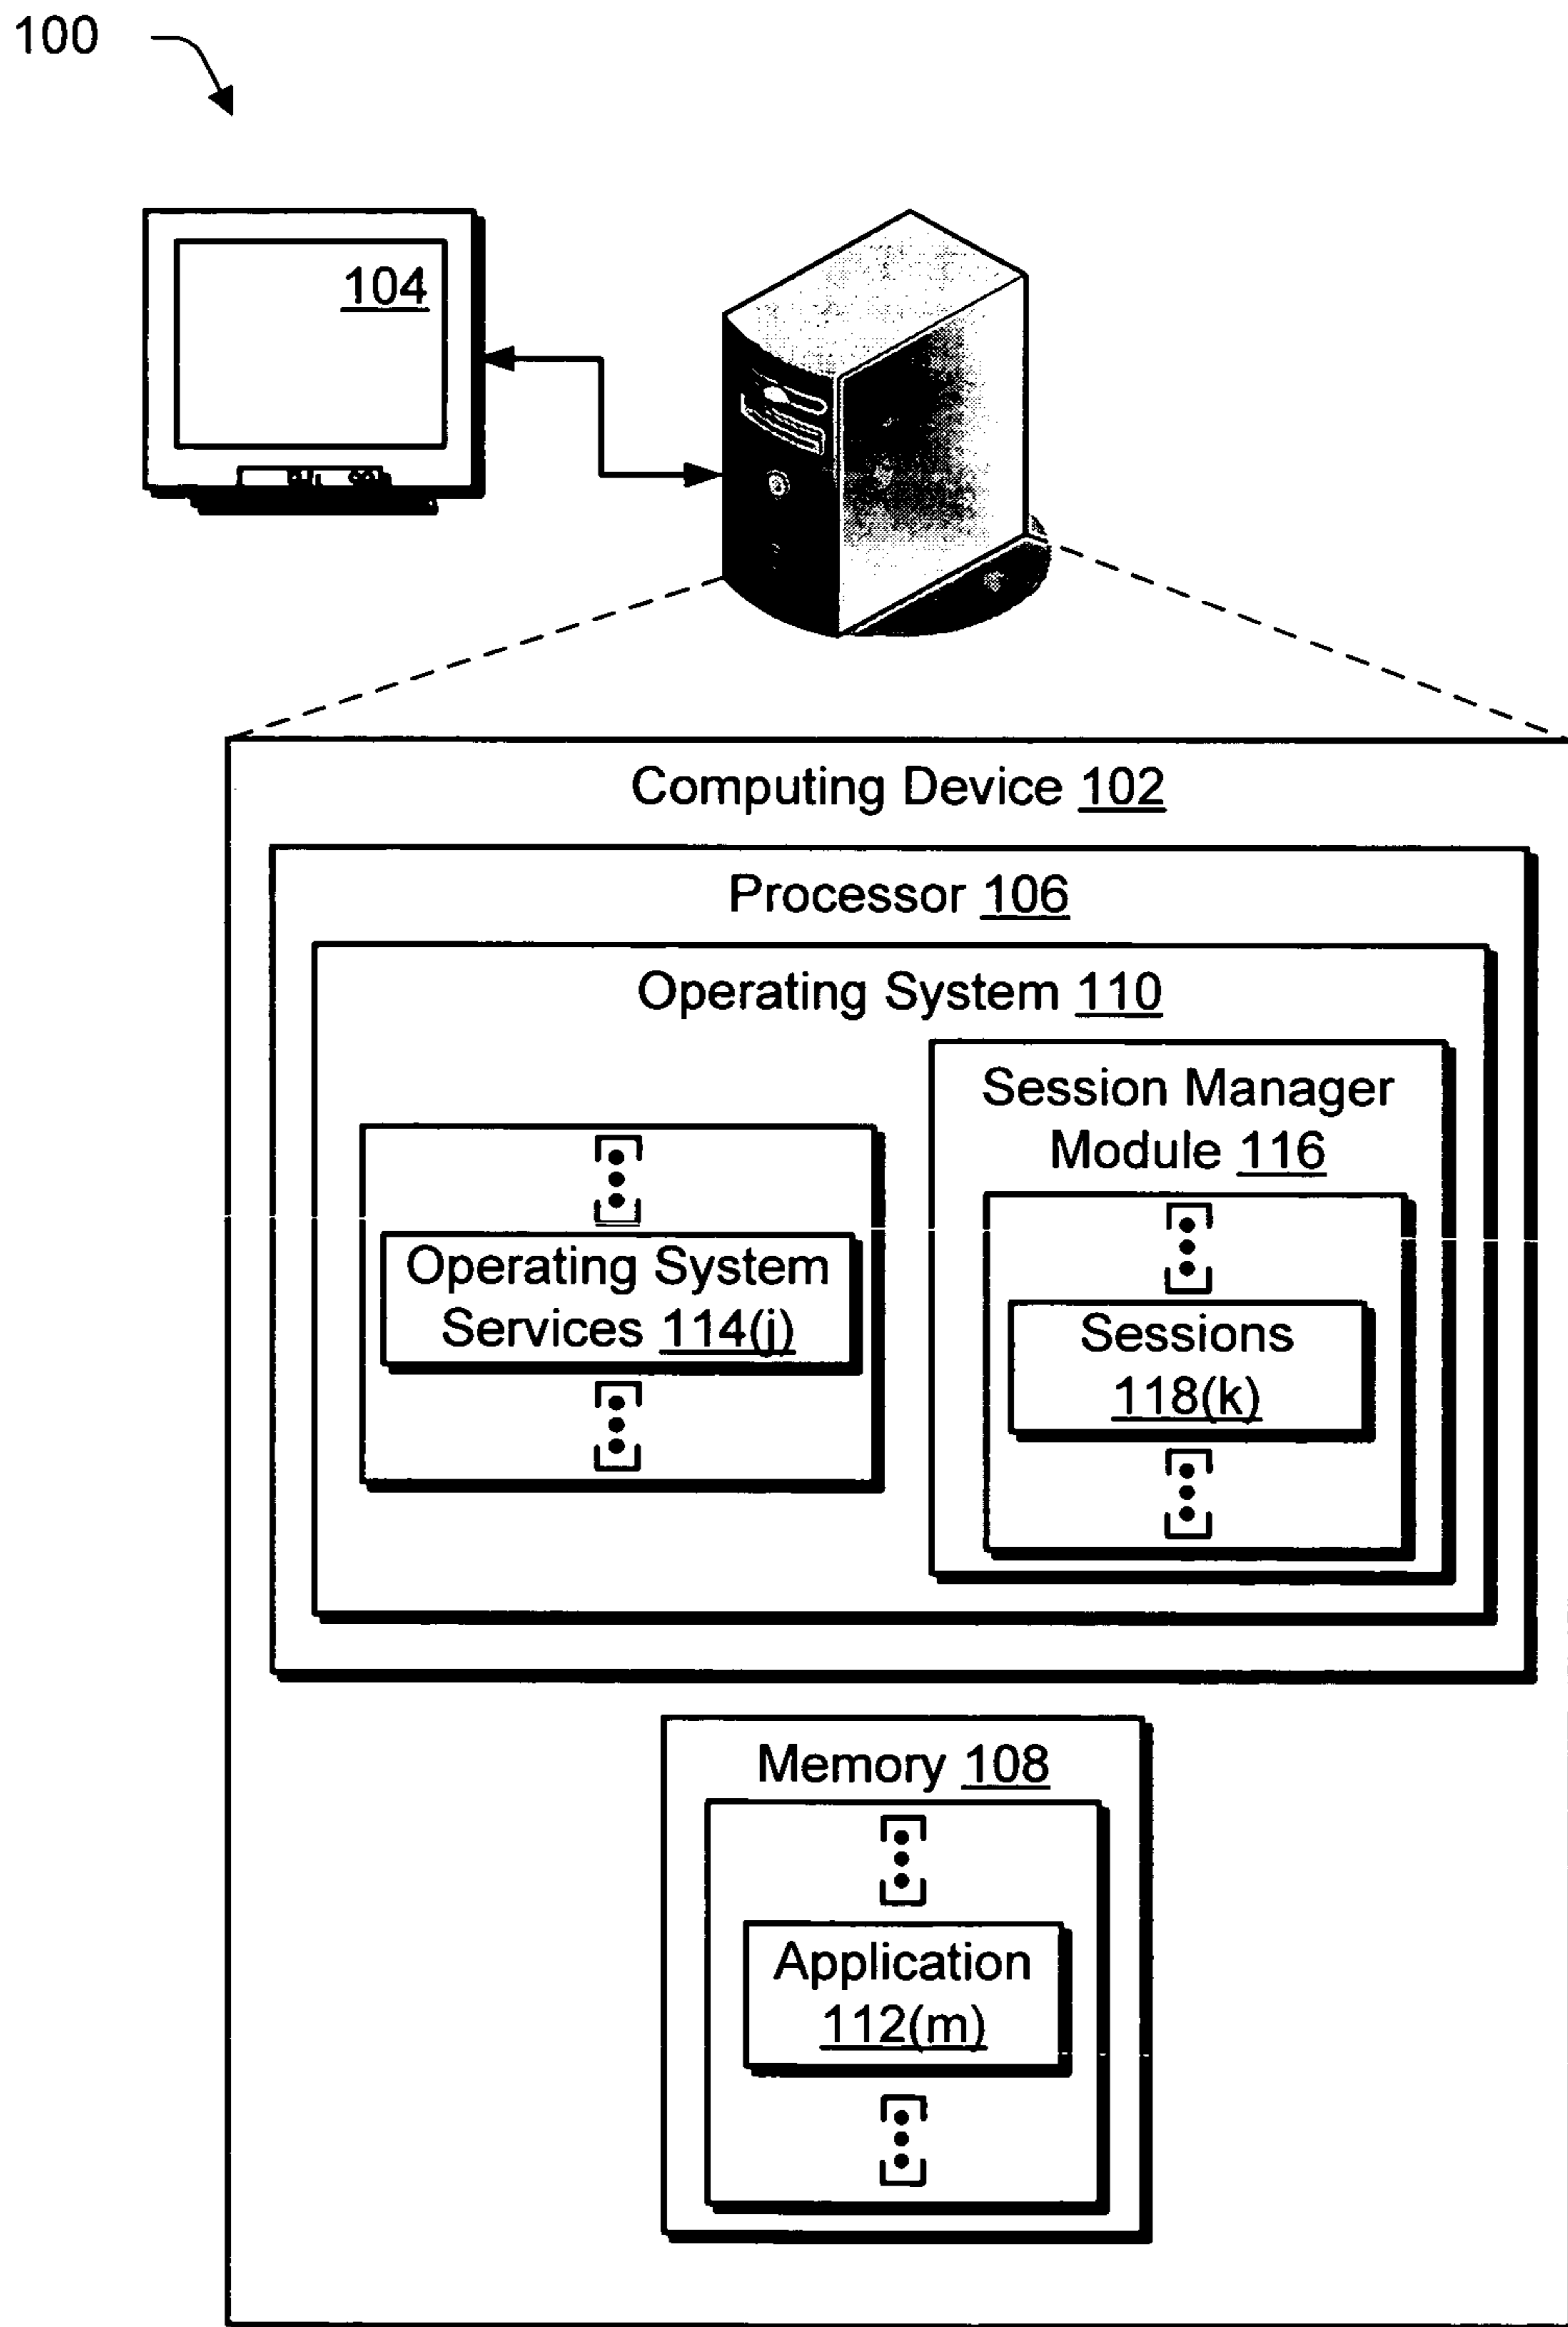 100
104
Computing Device 102
Processor 106
Operating System 110
Session Manager
Module 116
Operating System
Services 114(j)
Sessions
118(k)
Memory 108
Application
112(m)